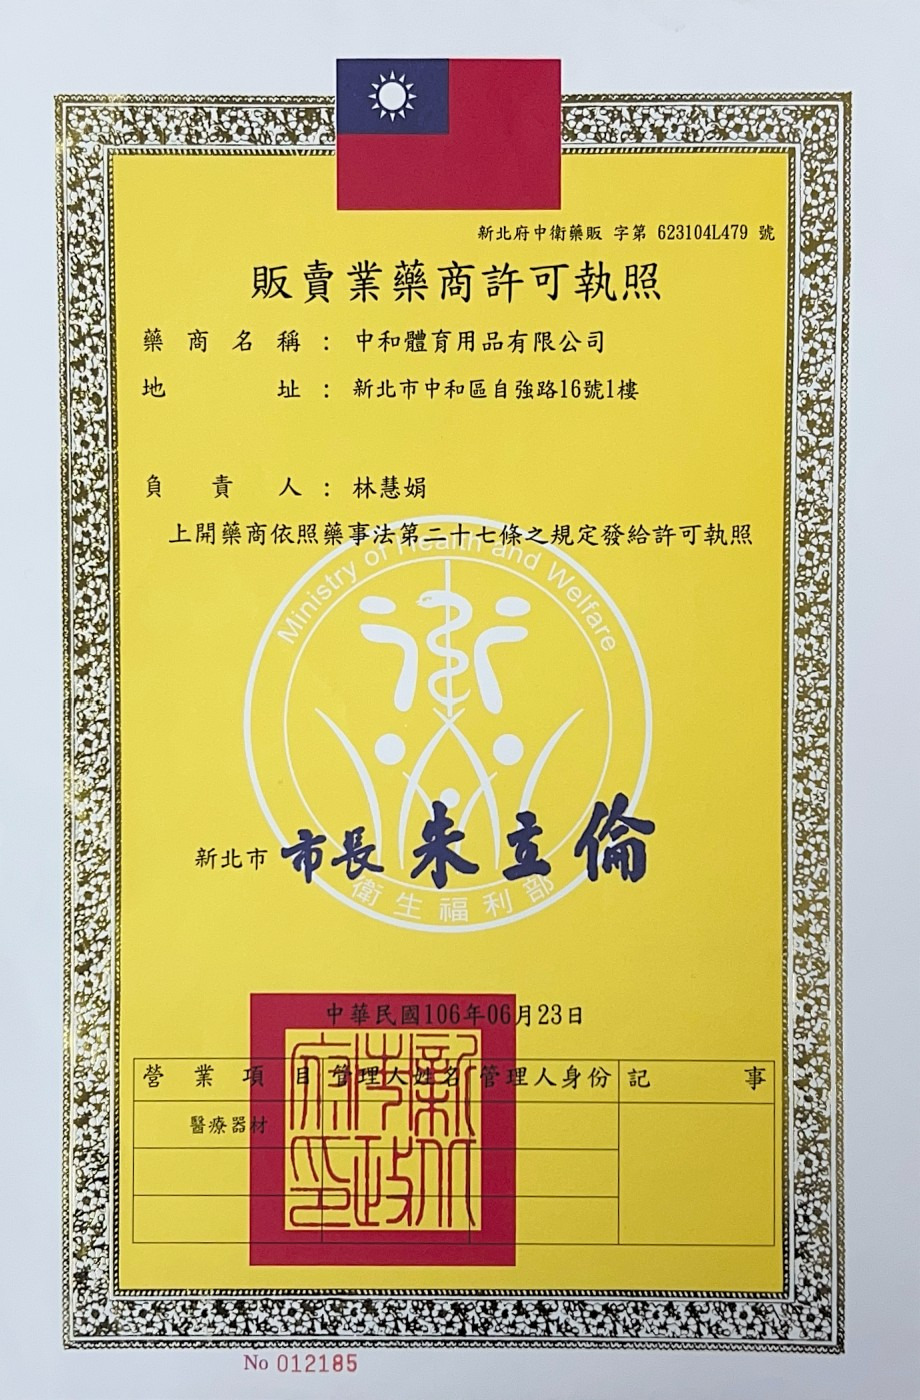 新北府中衛藥販 字第 623104L479 號
販賣業藥商許可執照
藥商名稱：中和體育用品有限公司
地址：新北市中和區自強路16號1樓
負責人：林慧娟
上開藥商依照藥事法第二十七條之規定發給許可執照
Ministry of Health and Welfare
新北市 市長 朱立倫
衛生福利部
中華民國106年06月23日
營業項目 管理人姓名 管理人身份 記事
醫療器材
新北市政府印
No 012185